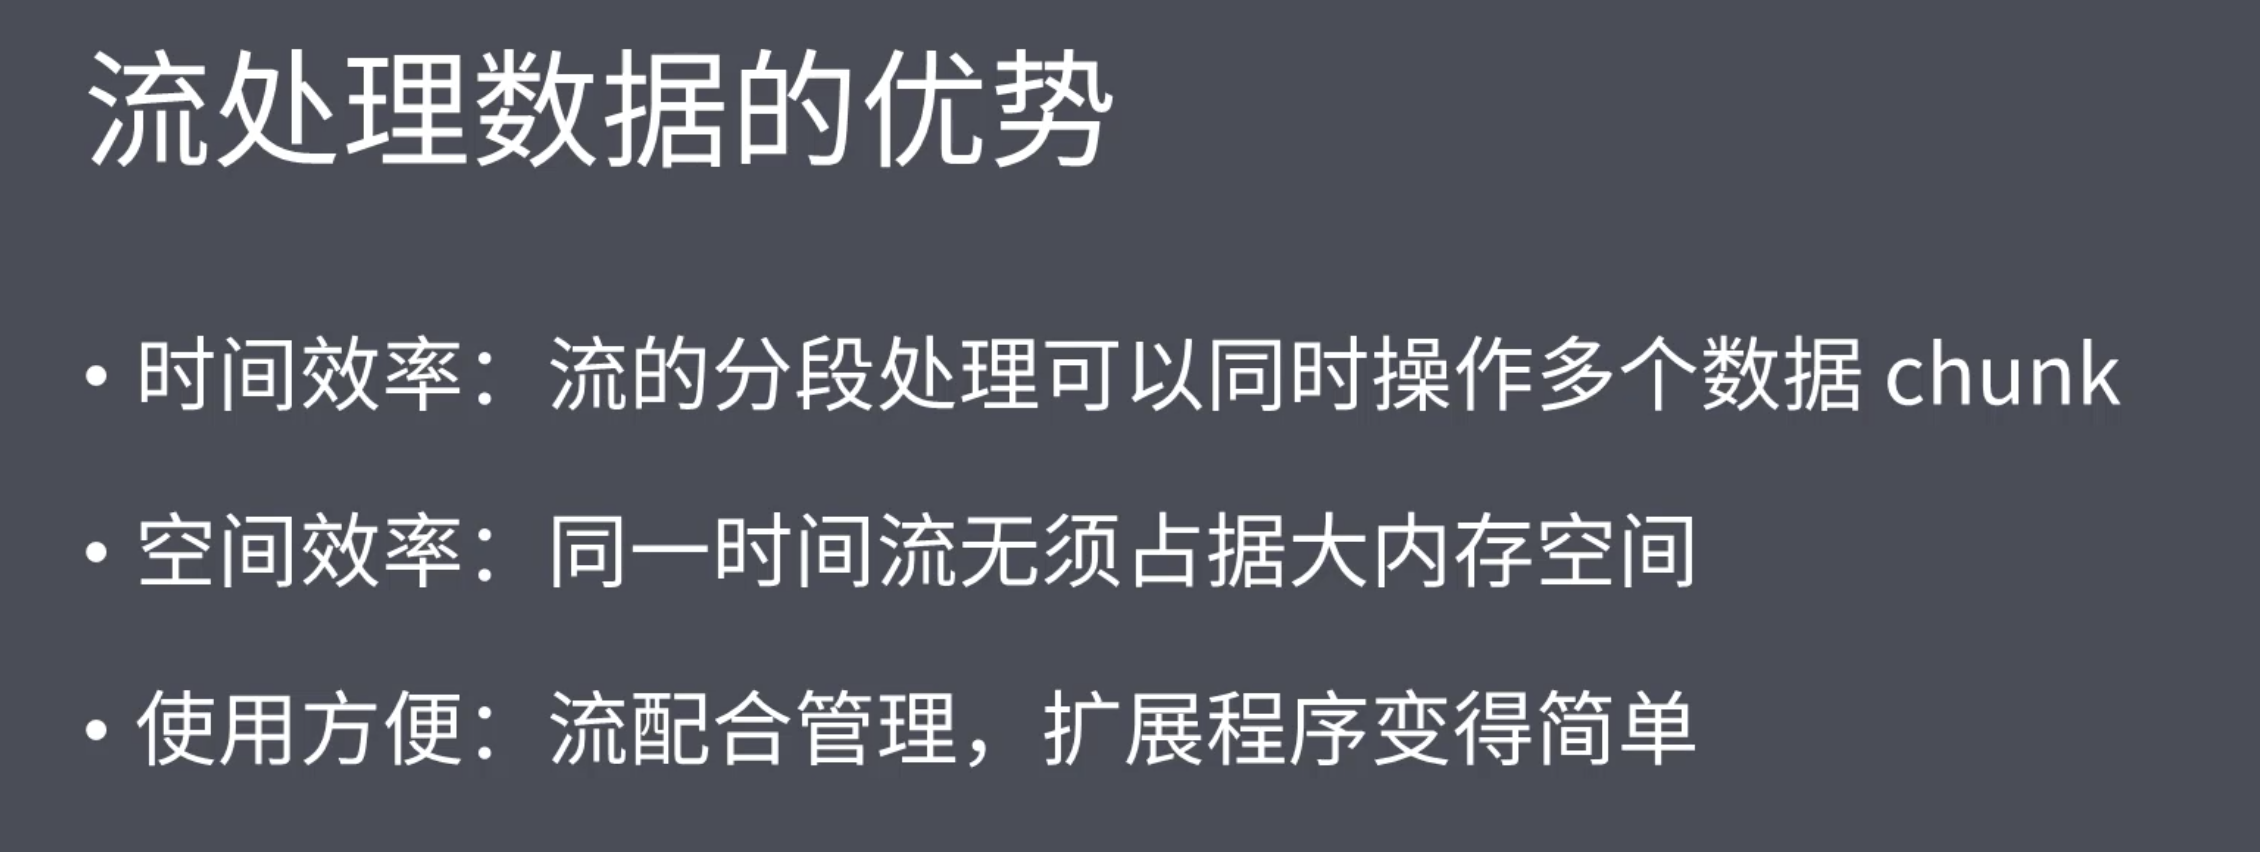 流处理数据的优势
• 时间效率：流的分段处理可以同时操作多个数据 chunk
• 空间效率：同一时间流无须占据大内存空间
• 使用方便：流配合管理，扩展程序变得简单